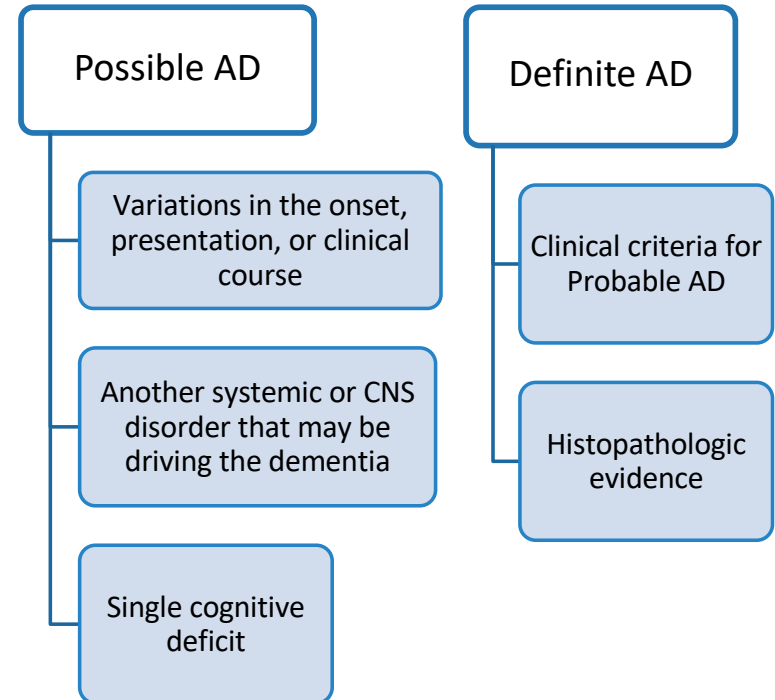 Possible AD
Variations in the onset,
presentation, or clinical
course
Another systemic or CNS
disorder that may be
driving the dementia
Single cognitive
deficit
Definite AD
Clinical criteria for
Probable AD
Histopathologic
evidence